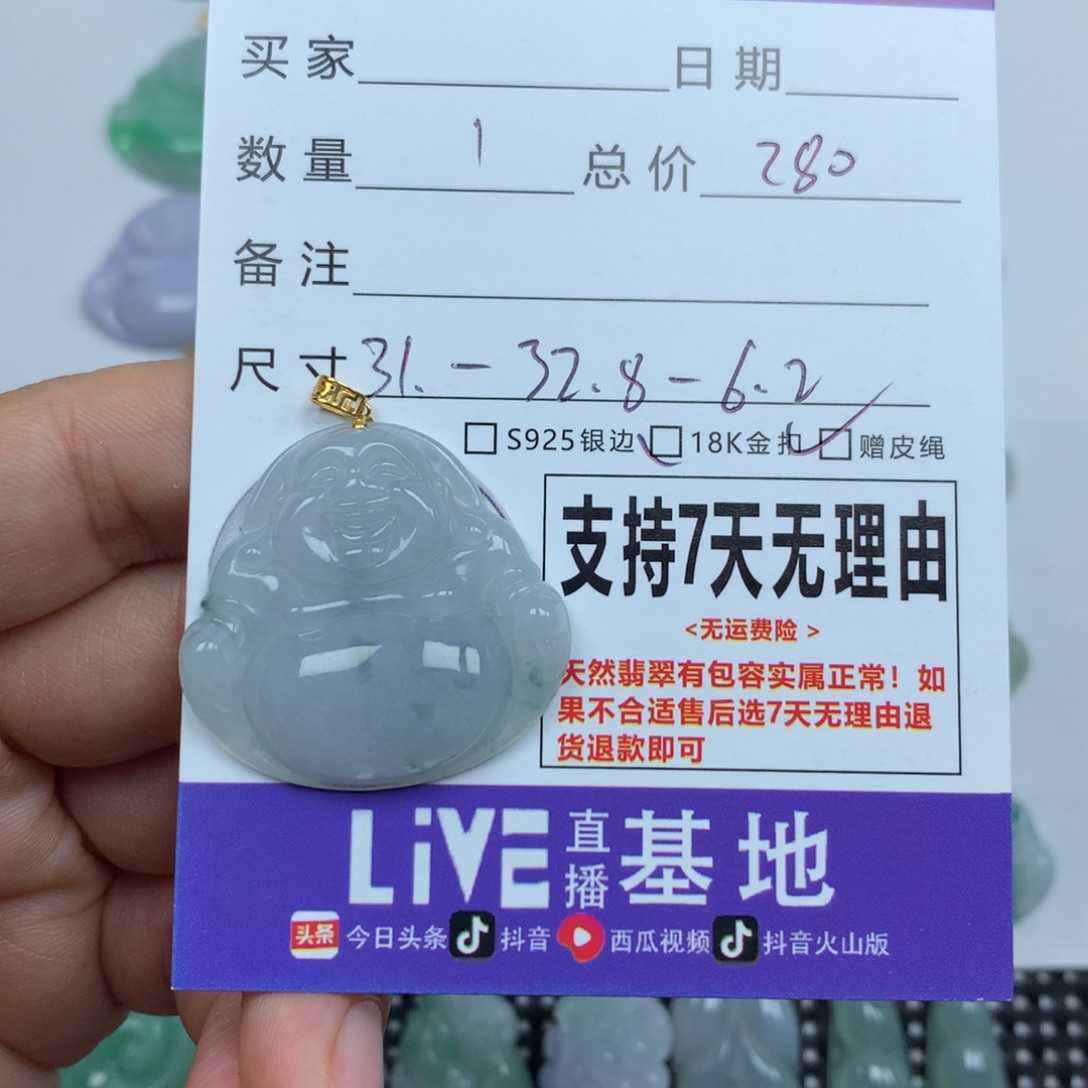 买家 日期
数量 1 总价 280
备注
尺寸 31.-32.8-6.2
S925银边 18K金扣 赠皮绳
支持7天无理由
<无运费险 >
天然翡翠有包容实属正常！如
果不合适售后选7天无理由退
货退款即可
LiVE 直播 基地
头条 今日头条 抖音 西瓜视频 抖音火山版